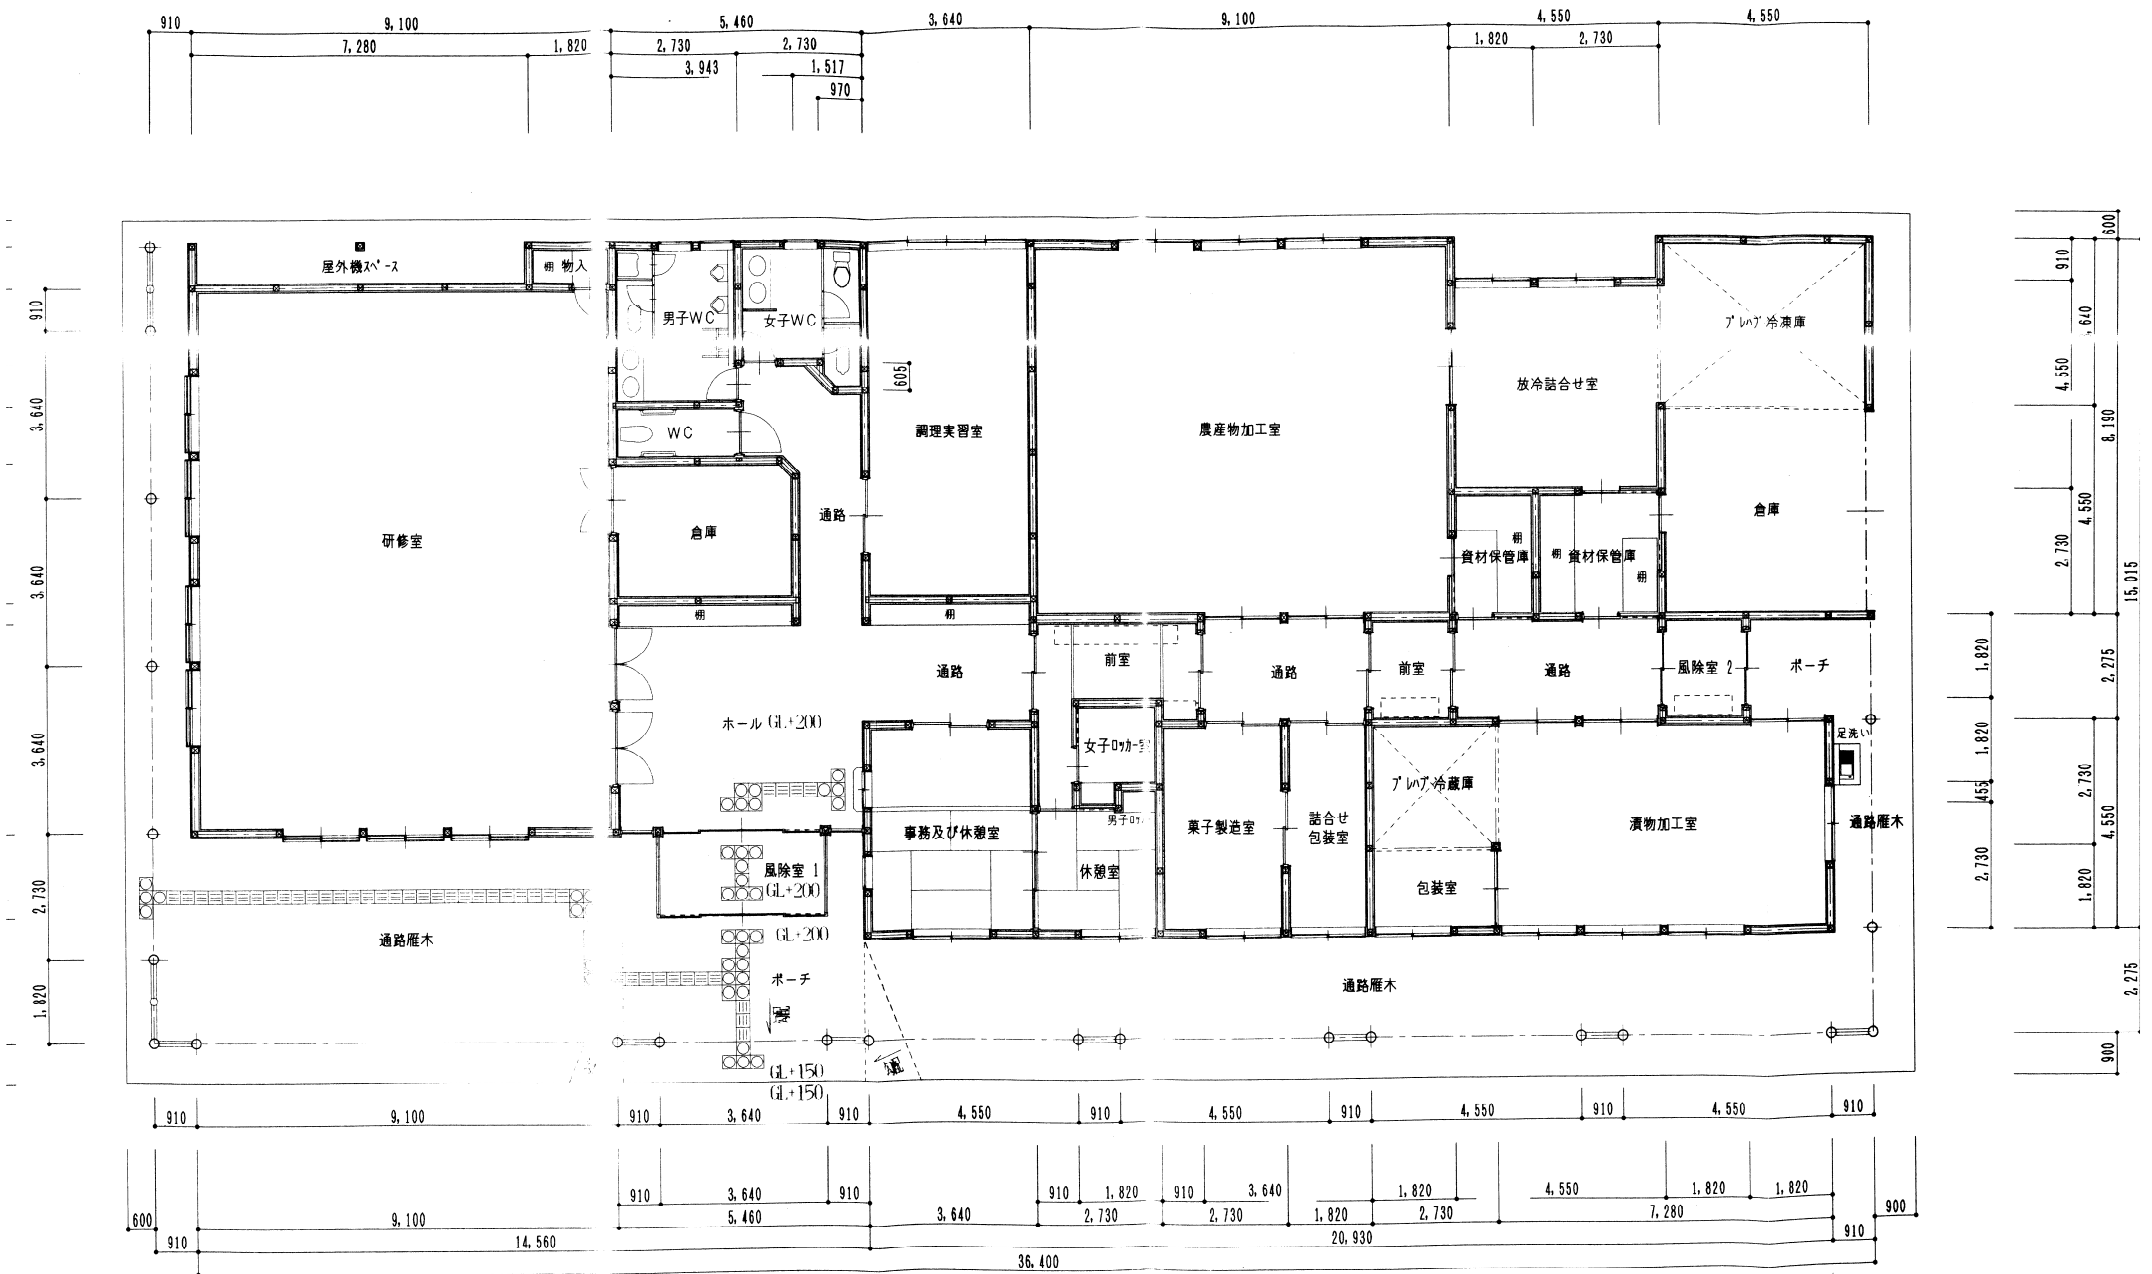 910 9,100 5,460 3,640 9,100 4,550 4,550
7,280 1,820 2,730 2,730 1,820 2,730
3,943 1,517
970
屋外機ｽﾍﾟｰｽ
棚 物入
男子WC
女子WC
ﾌﾟﾚﾊﾌﾞ冷凍庫
放冷詰合せ室
605
WC
調理実習室
農産物加工室
研修室
倉庫
通路
倉庫
棚
資材保管庫
棚
資材保管庫
棚
棚
棚
通路
前室
通路
前室
通路
風除室 2
ポーチ
ホール GL+200
女子ﾛｯｶｰ
足洗い
ﾌﾟﾚﾊﾌﾞ冷蔵庫
事務及び休憩室
男子ﾛｯ
菓子製造室
詰合せ
包装室
漬物加工室
通路雁木
風除室 1
GL+200
休憩室
包装室
GL+200
通路雁木
ポーチ
通路雁木
GL+150
GL+150
910
3,640
3,640
3,640
2,730
1,820
600
910
,640
4,550
8,190
4,550
2,730
15,015
1,820
2,275
1,820
455
2,730
4,550
2,730
1,820
2,275
900
910 9,100 910 3,640 910 4,550 910 4,550 910 4,550 910 4,550 910
910 3,640 910 910 1,820 910 3,640 1,820 4,550 1,820 1,820
600 9,100 5,460 3,640 2,730 2,730 1,820 2,730 7,280 900
910 14,560 20,930 910
36,400